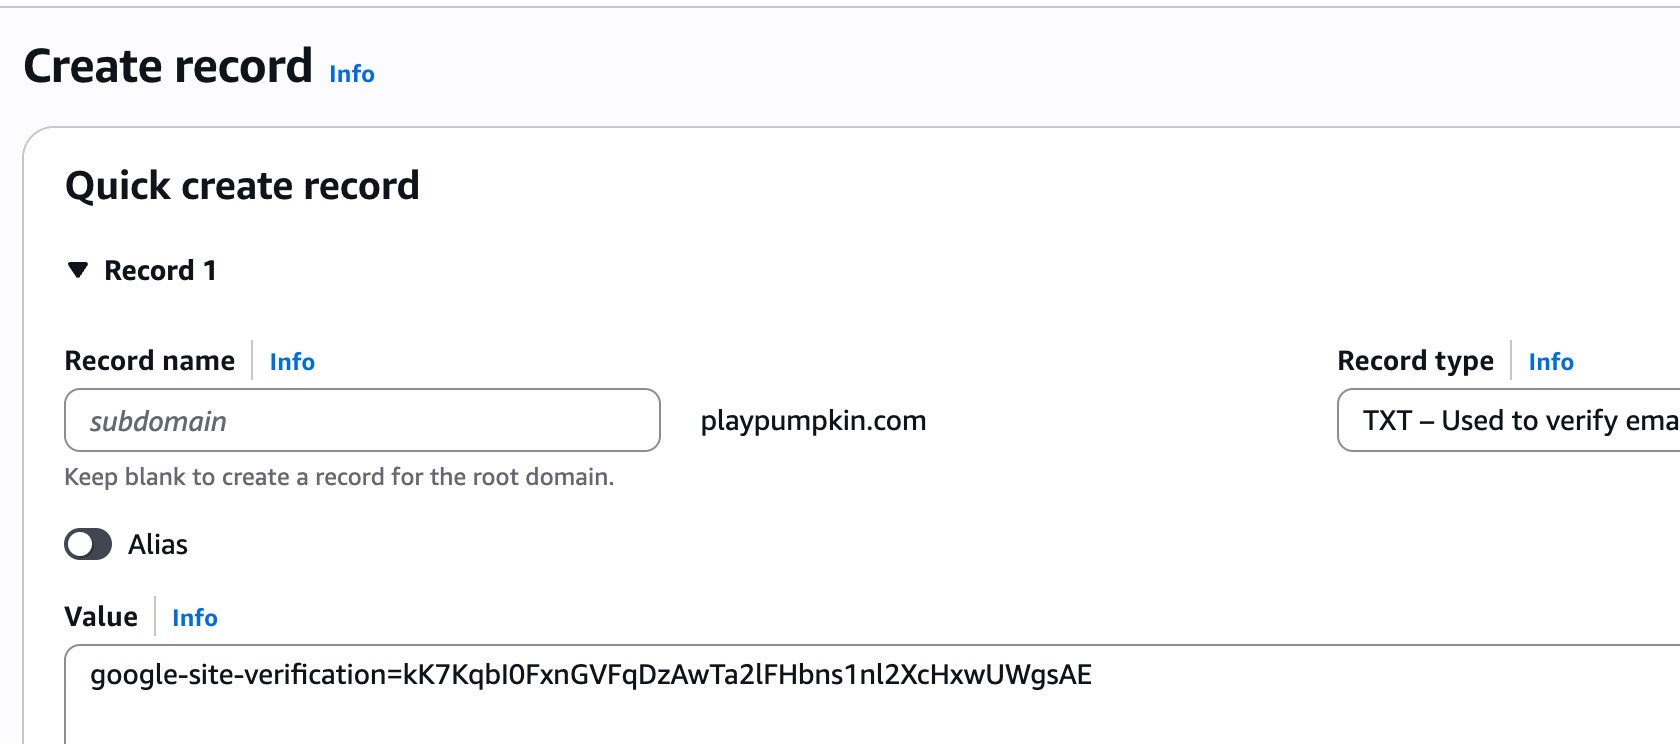 Create record Info
Quick create record
▼ Record 1
Record name Info
Record type Info
subdomain
playpumpkin.com
TXT – Used to verify ema
Keep blank to create a record for the root domain.
Alias
Value Info
google-site-verification=kK7KqbI0FxnGVFqDzAwTa2lFHbns1nl2XcHxwUWgsAE